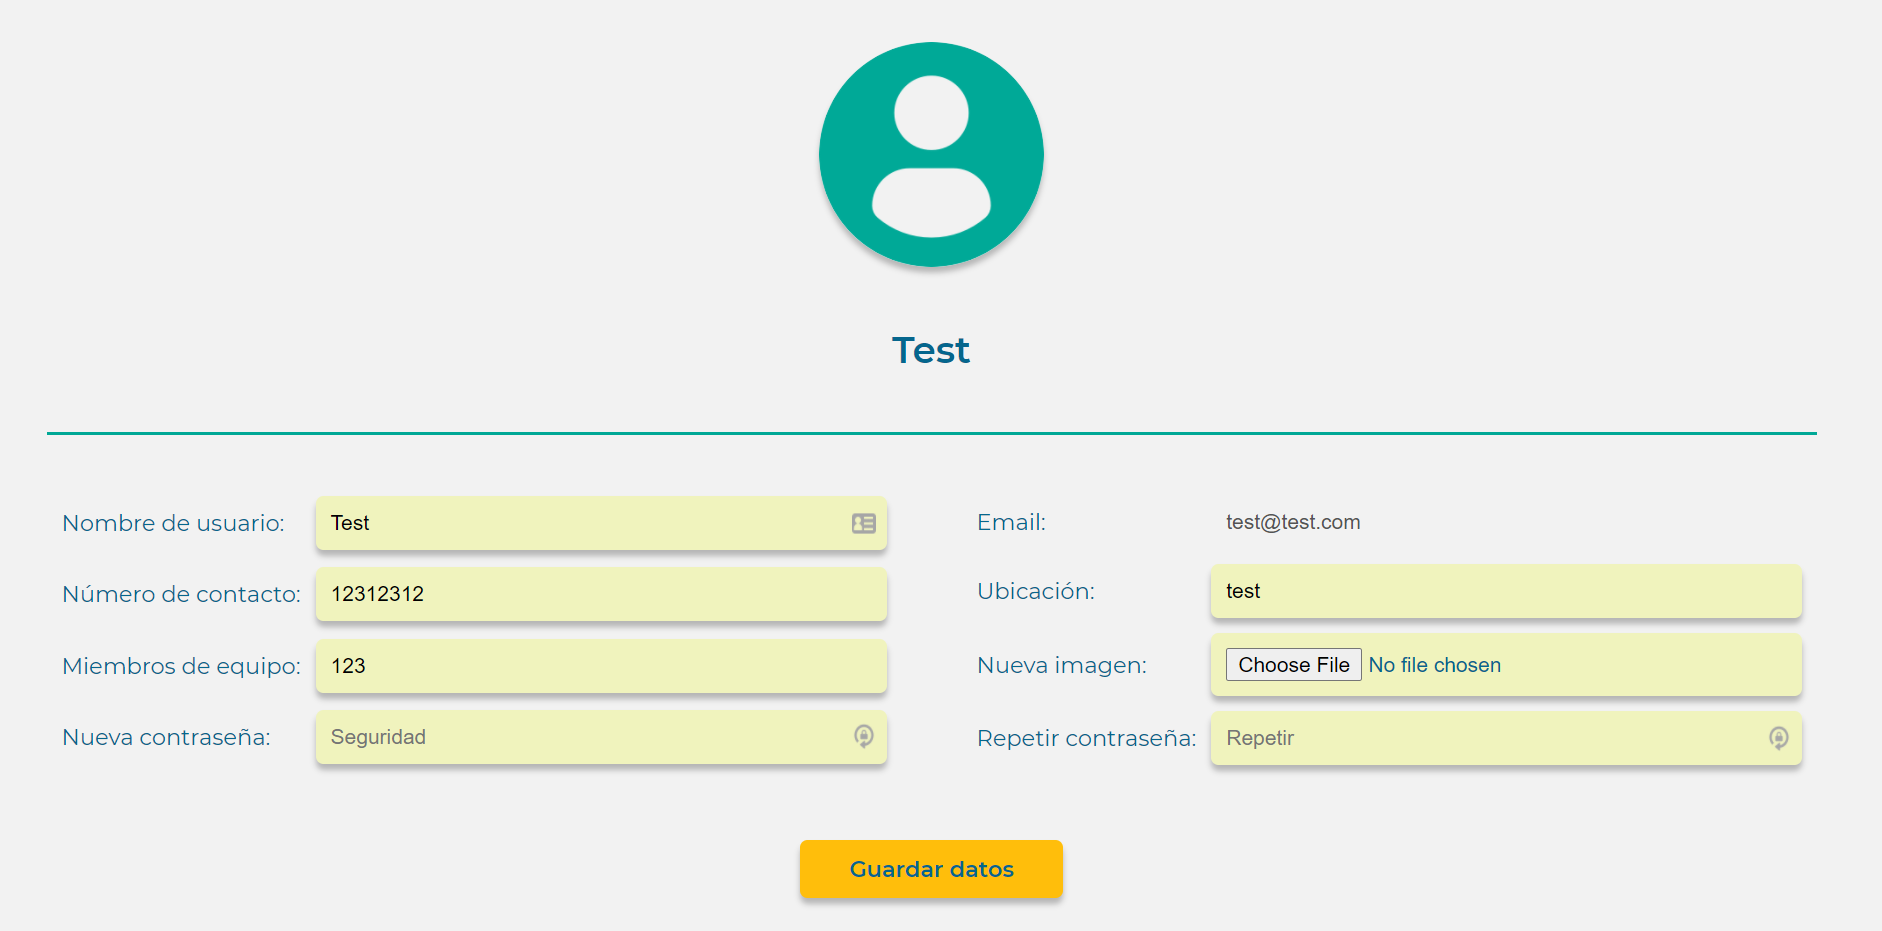 Test
Nombre de usuario: Test
Email: test@test.com
Número de contacto: 12312312
Ubicación: test
Miembros de equipo: 123
Nueva imagen: Choose File No file chosen
Nueva contraseña: Seguridad
Repetir contraseña: Repetir
Guardar datos